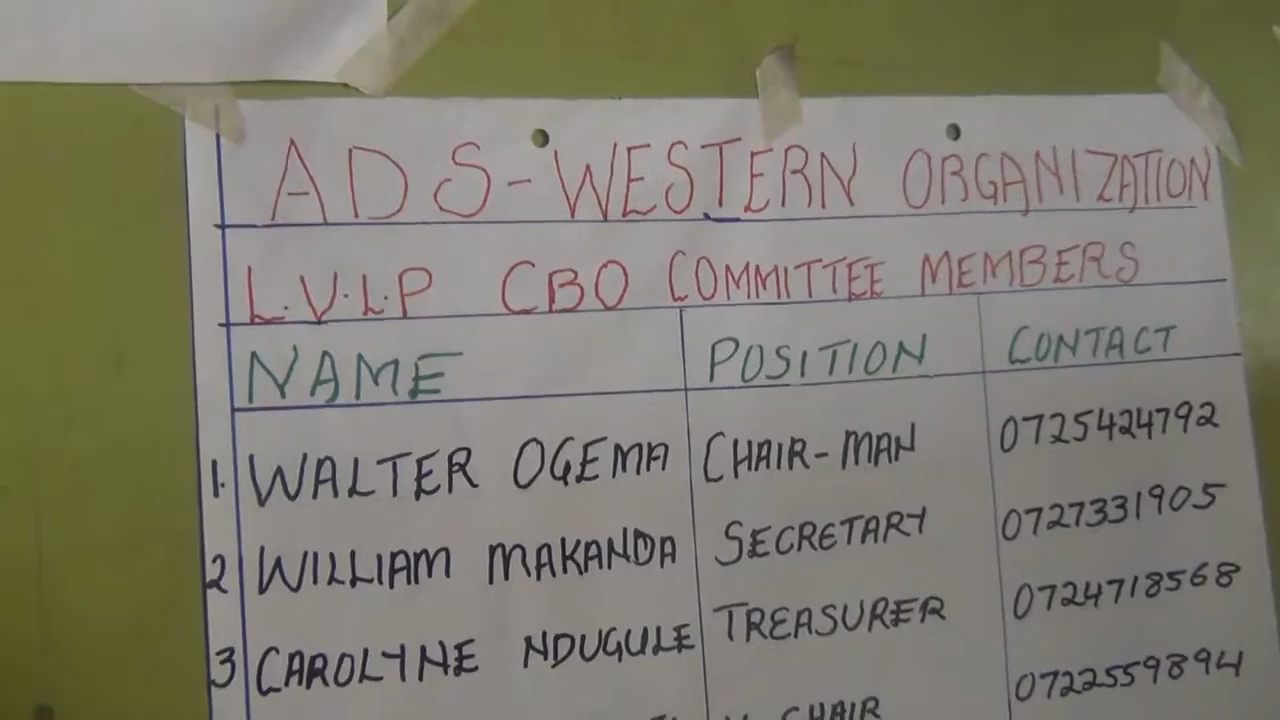 ADS-WESTERN ORGANIZATION
L.V.L.P CBO COMMITTEE MEMBERS
NAME POSITION CONTACT
1. WALTER OGEMA CHAIR-MAN 0725424792
2 WILLIAM MAKANDA SECRETARY 0727331905
3 CAROLYNE NDUGULE TREASURER 0724718568
CHAIR 0722559894